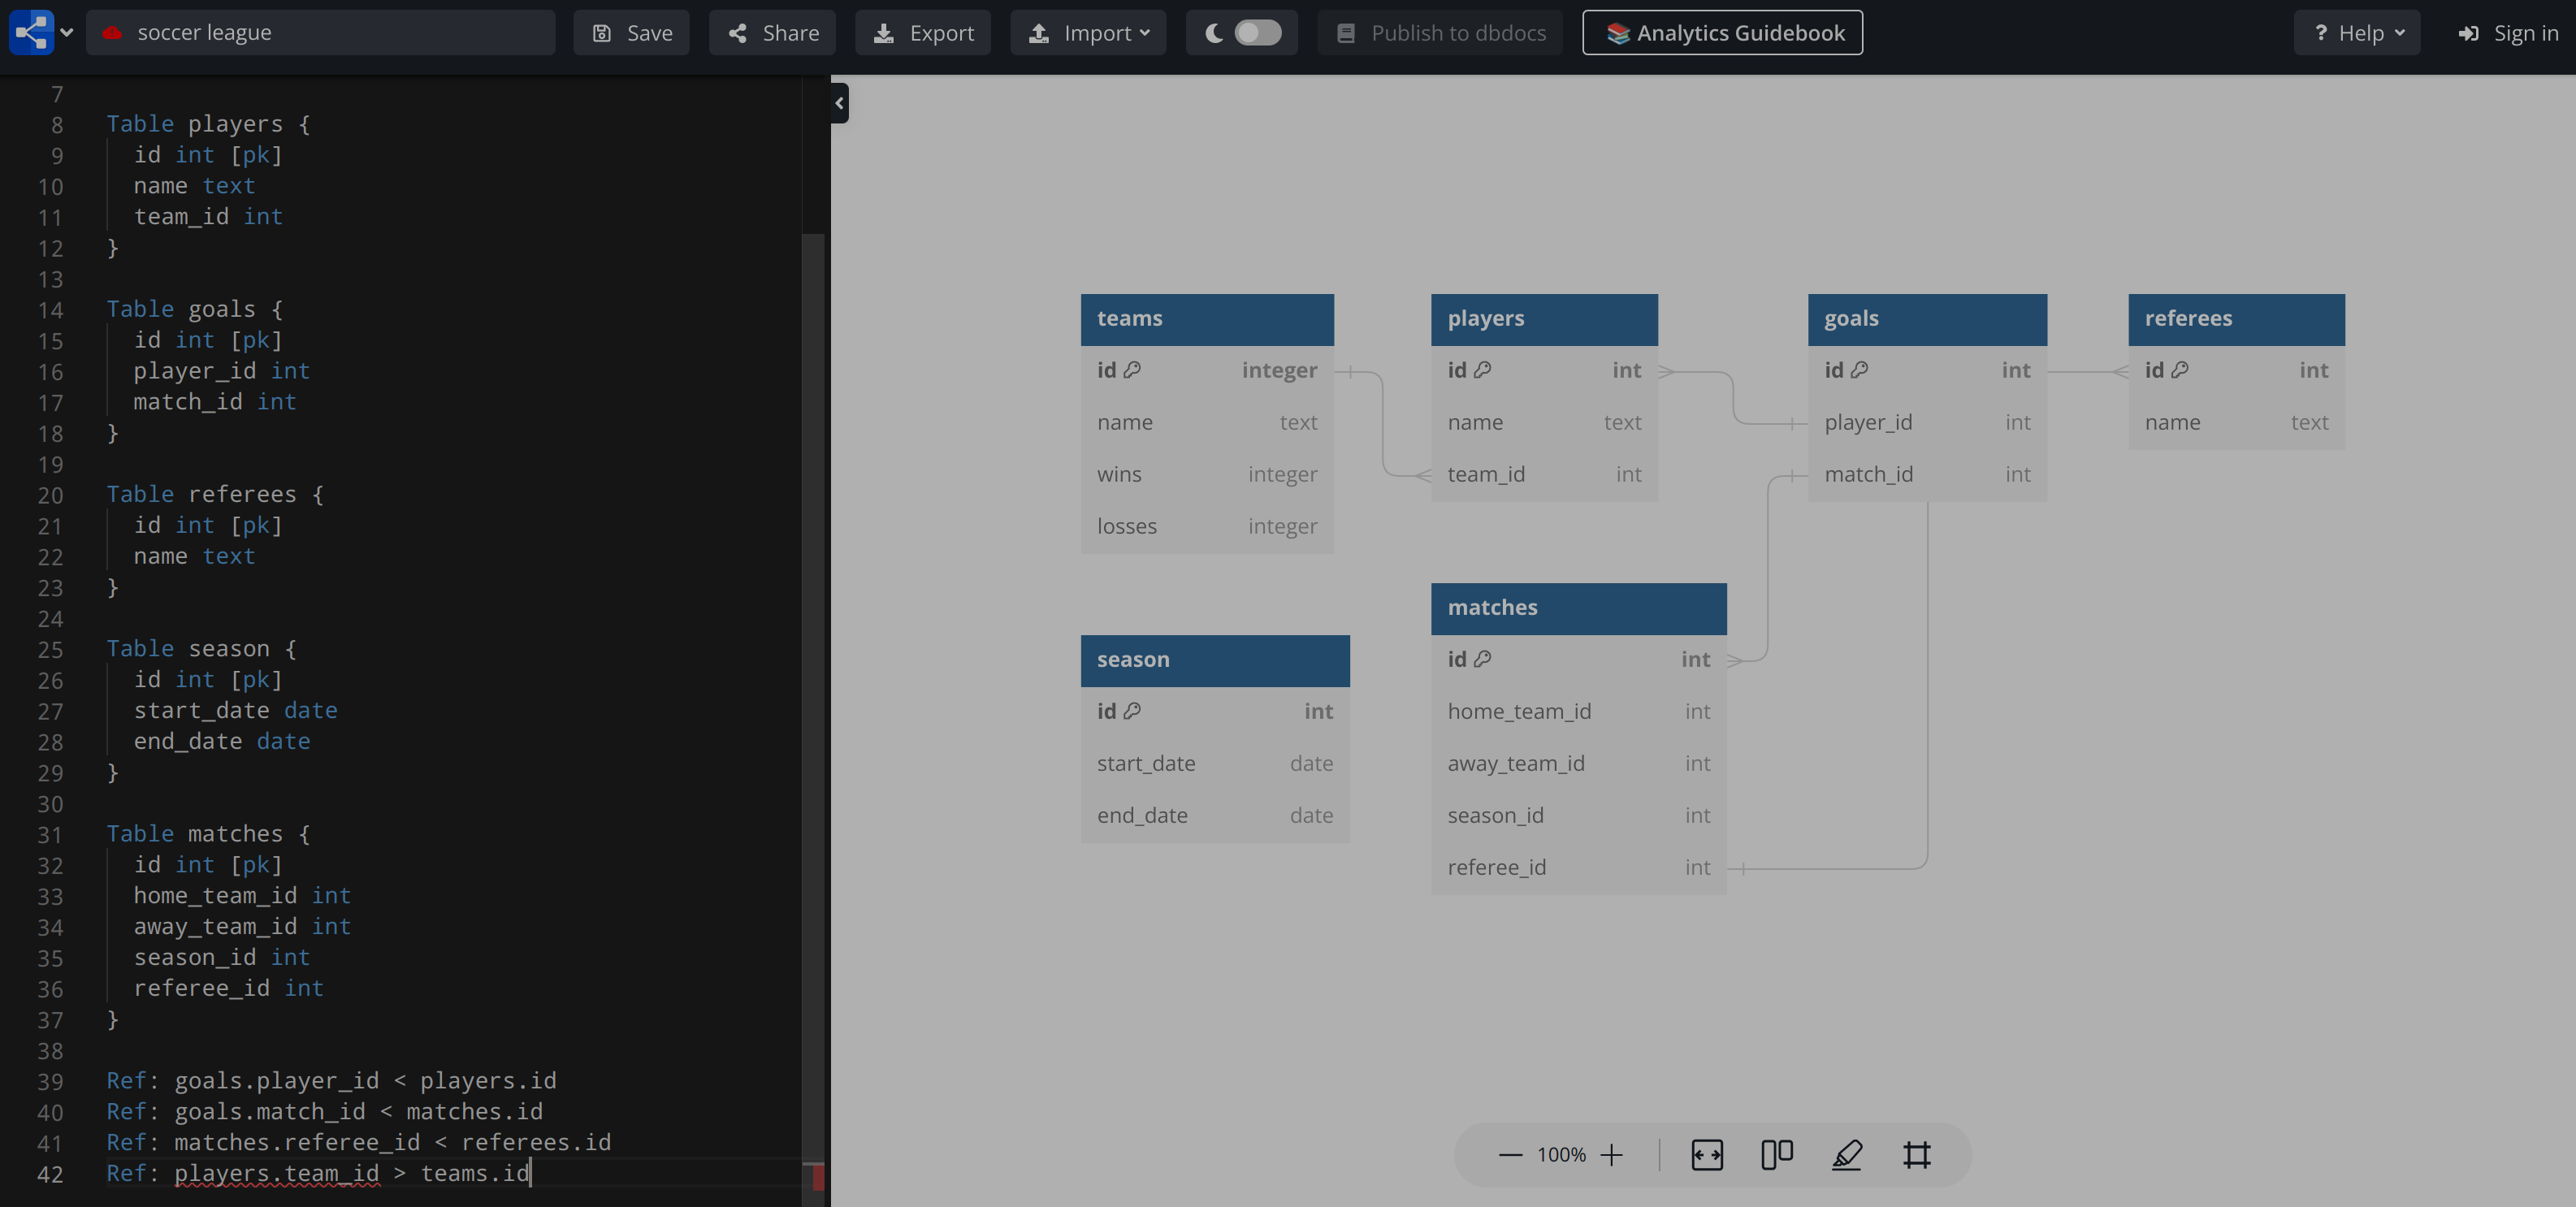 soccer league
Save
Share
Export
Import
Publish to dbdocs
📚 Analytics Guidebook
? Help
Sign in
7
8 Table players {
9 id int [pk]
10 name text
11 team_id int
12 }
13
14 Table goals {
15 id int [pk]
16 player_id int
17 match_id int
18 }
19
20 Table referees {
21 id int [pk]
22 name text
23 }
24
25 Table season {
26 id int [pk]
27 start_date date
28 end_date date
29 }
30
31 Table matches {
32 id int [pk]
33 home_team_id int
34 away_team_id int
35 season_id int
36 referee_id int
37 }
38
39 Ref: goals.player_id < players.id
40 Ref: goals.match_id < matches.id
41 Ref: matches.referee_id < referees.id
42 Ref: players.team_id > teams.id
teams
id integer
name text
wins integer
losses integer
players
id int
name text
team_id int
goals
id int
player_id int
match_id int
referees
id int
name text
season
id int
start_date date
end_date date
matches
id int
home_team_id int
away_team_id int
season_id int
referee_id int
100%